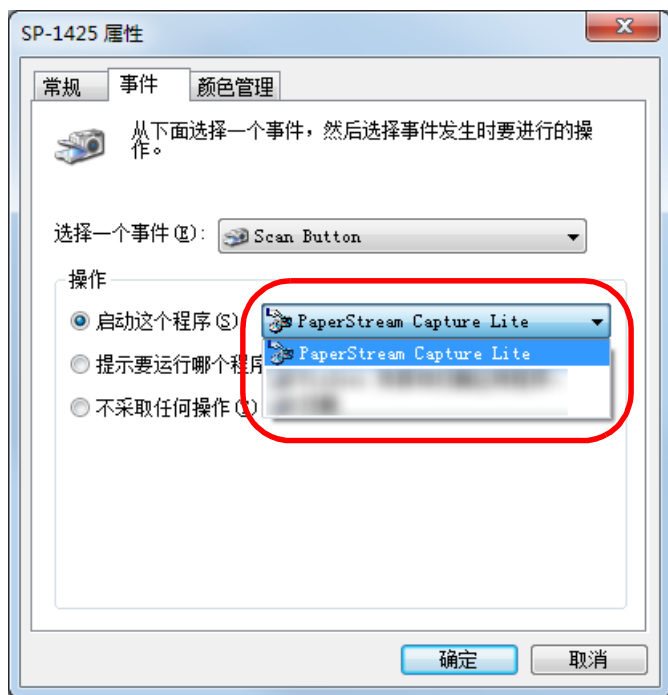 SP-1425 属性
常规 事件 颜色管理
从下面选择一个事件，然后选择事件发生时要进行的操
作。
选择一个事件(E): Scan Button
操作
启动这个程序(S) PaperStream Capture Lite
PaperStream Capture Lite
提示要运行哪个程序
不采取任何操作
确定 取消